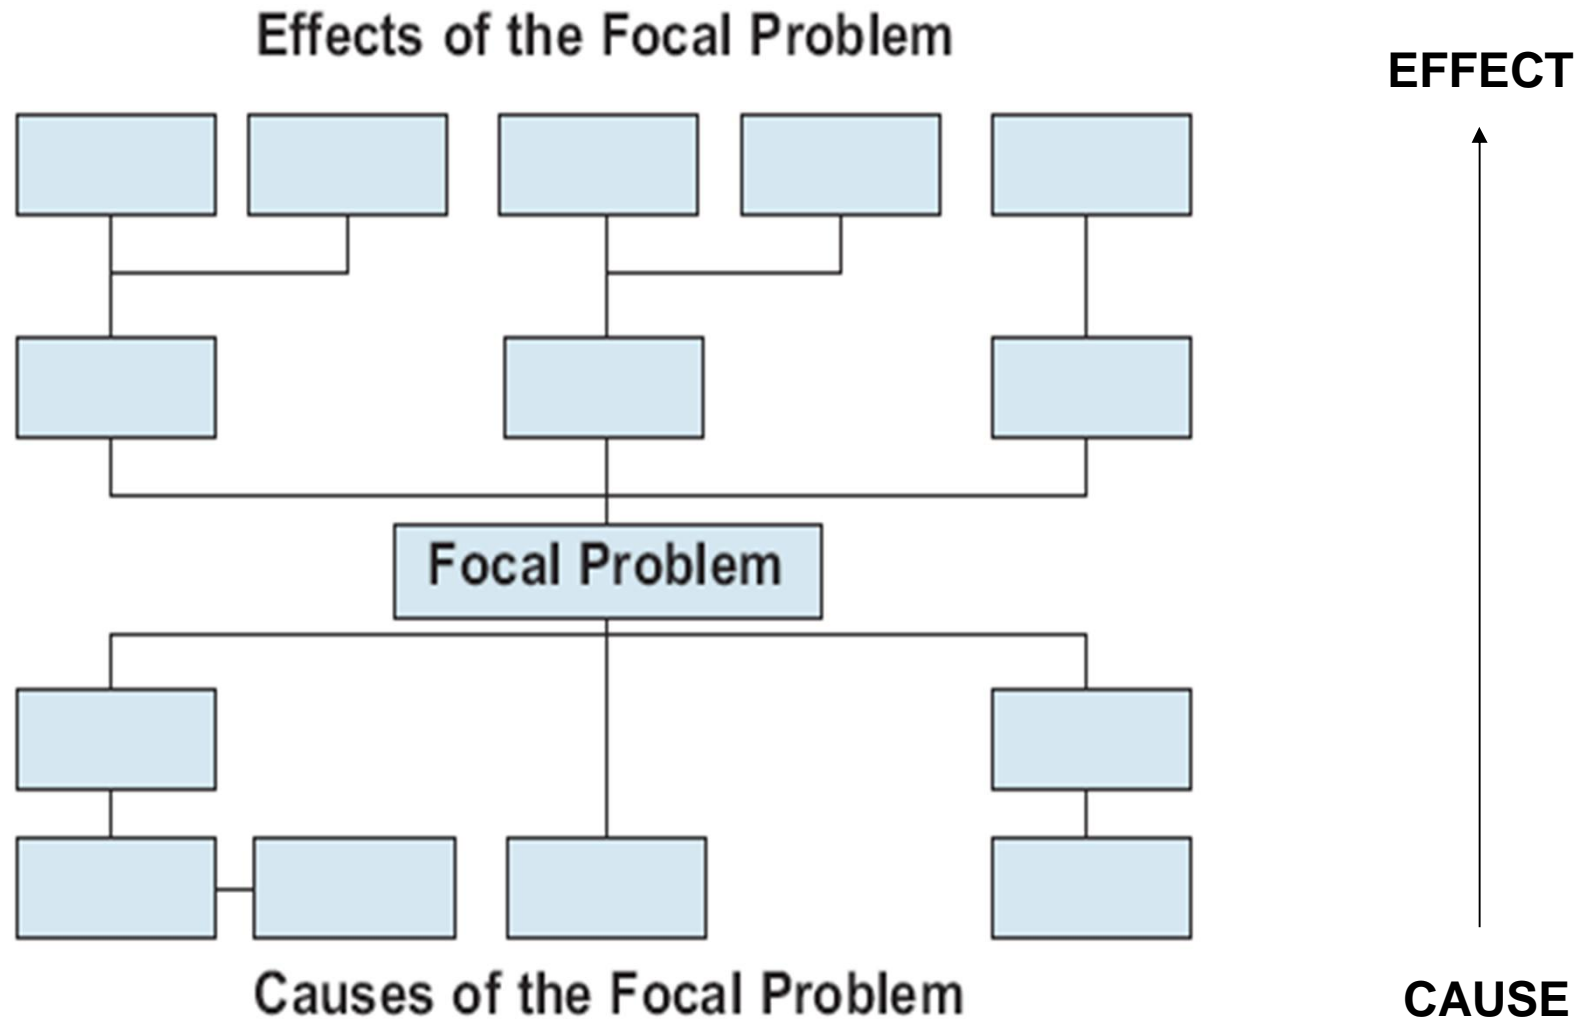 Effects of the Focal Problem
EFFECT
Focal Problem
Causes of the Focal Problem
CAUSE